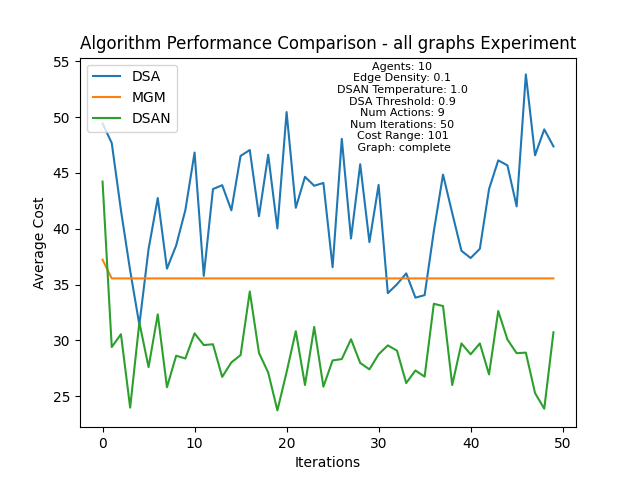 Algorithm Performance Comparison - all graphs Experiment
DSA
MGM
DSAN
Agents: 10
Edge Density: 0.1
DSAN Temperature: 1.0
DSA Threshold: 0.9
Num Actions: 9
Num Iterations: 50
Cost Range: 101
Graph: complete
Average Cost
55
50
45
40
35
30
25
0
10
20
30
40
50
Iterations